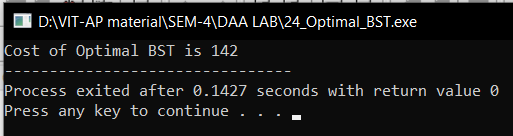 D:\VIT-AP material\SEM-4\DAA LAB\24_Optimal_BST.exe
Cost of Optimal BST is 142
--------------------------------
Process exited after 0.1427 seconds with return value 0
Press any key to continue . . .